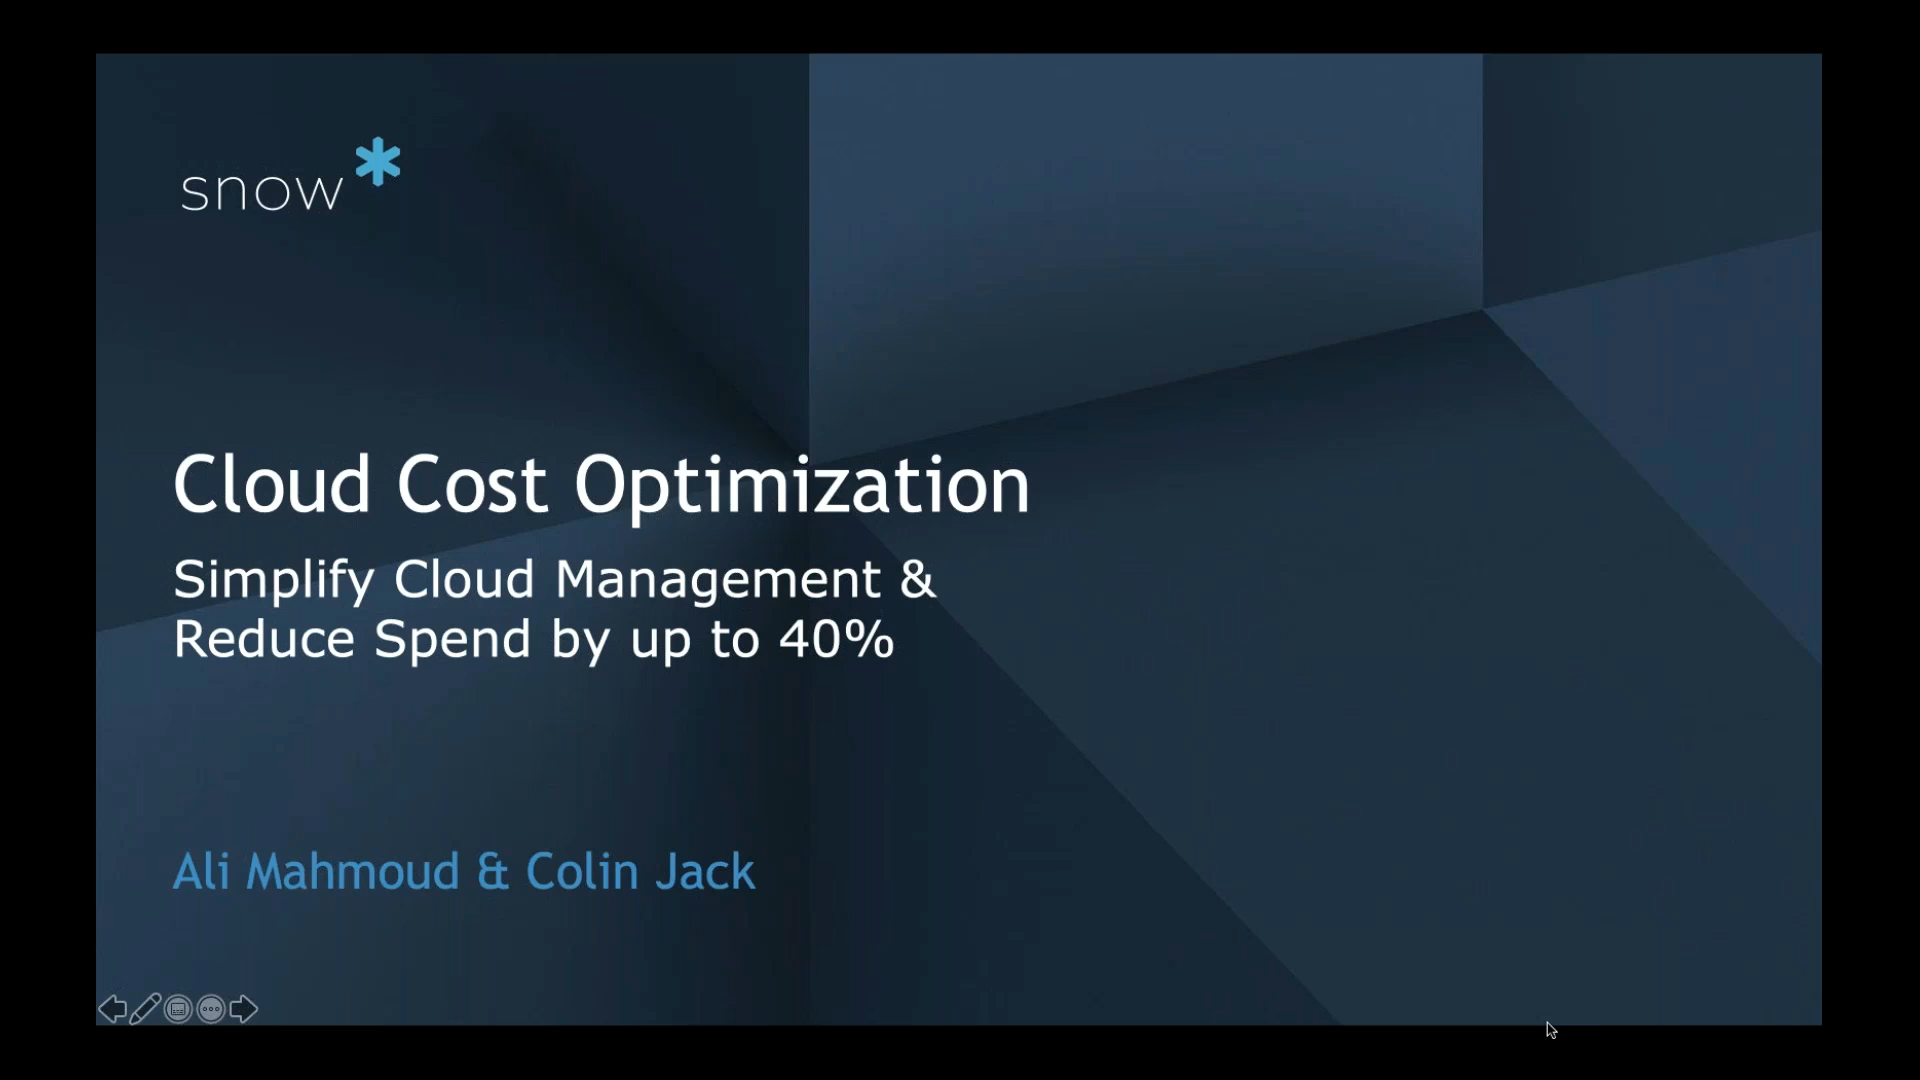 snow
Cloud Cost Optimization
Simplify Cloud Management &
Reduce Spend by up to 40%
Ali Mahmoud & Colin Jack